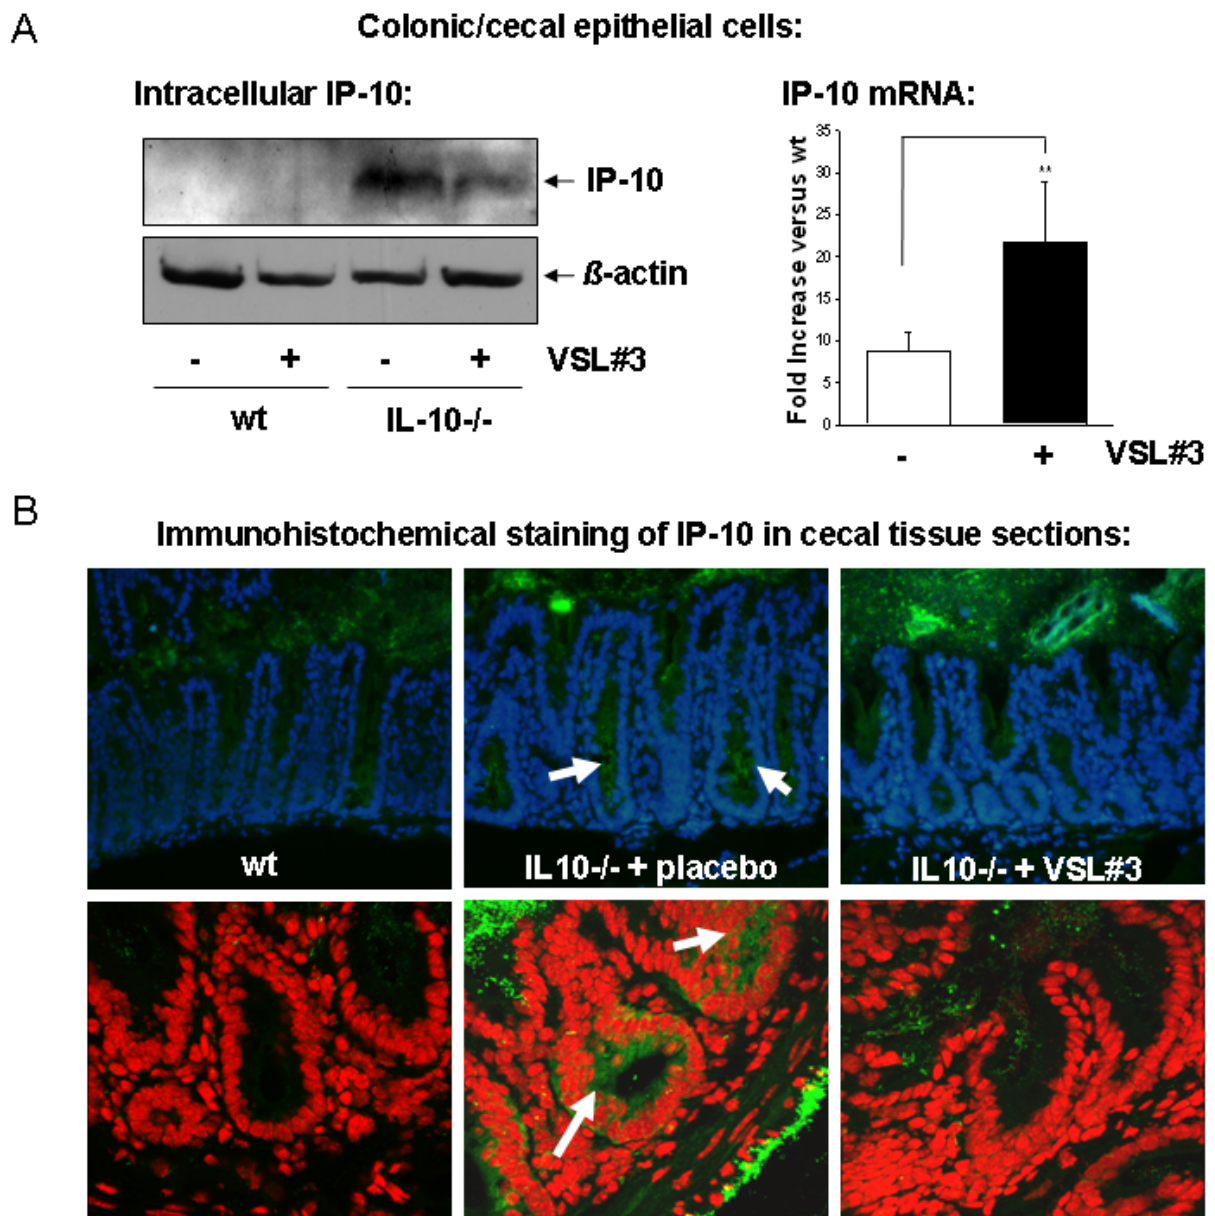 A
Colonic/cecal epithelial cells:
Intracellular IP-10:
IP-10
ß-actin
- + - + VSL#3
wt IL-10-/-
IP-10 mRNA:
Fold Increase versus wt
35
30
25
20
15
10
5
0
**
- + VSL#3
B
Immunohistochemical staining of IP-10 in cecal tissue sections:
wt
IL10-/- + placebo
IL10-/- + VSL#3